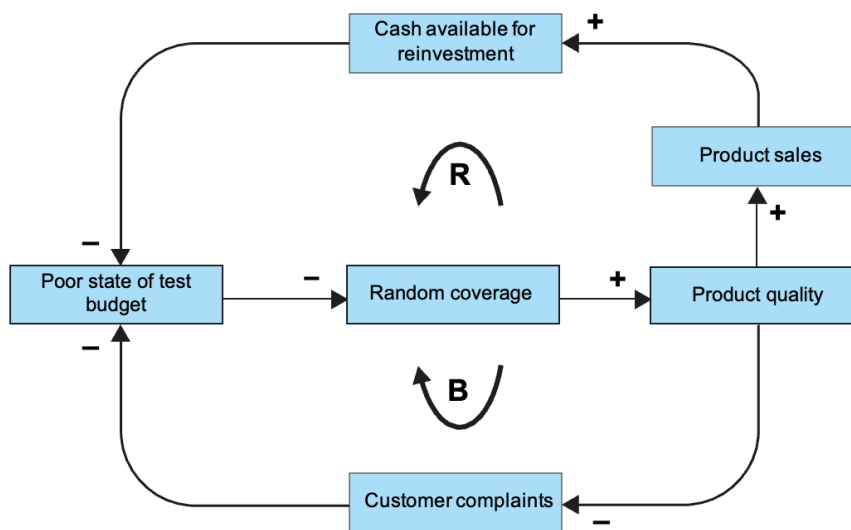 Cash available for
reinvestment
+
Product sales
R
+
–
Poor state of test
budget
–
Random coverage
+
Product quality
–
B
Customer complaints
–